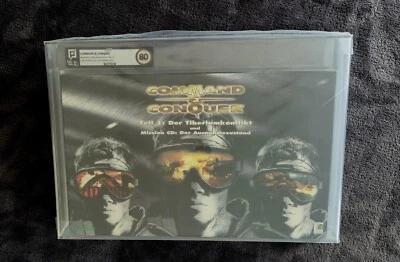 80
COMMAND
&
CONQUER
Teil 1: Der Tiberiumkonflikt
und
Mission CD: Der Ausnahmezustand